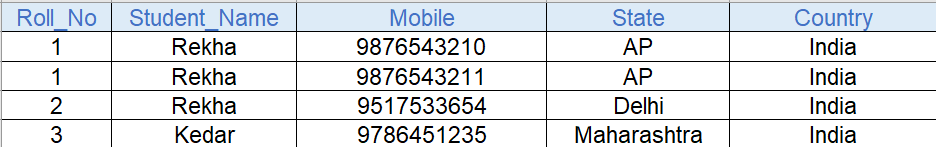 Roll_No Student_Name Mobile State Country
1 Rekha 9876543210 AP India
1 Rekha 9876543211 AP India
2 Rekha 9517533654 Delhi India
3 Kedar 9786451235 Maharashtra India